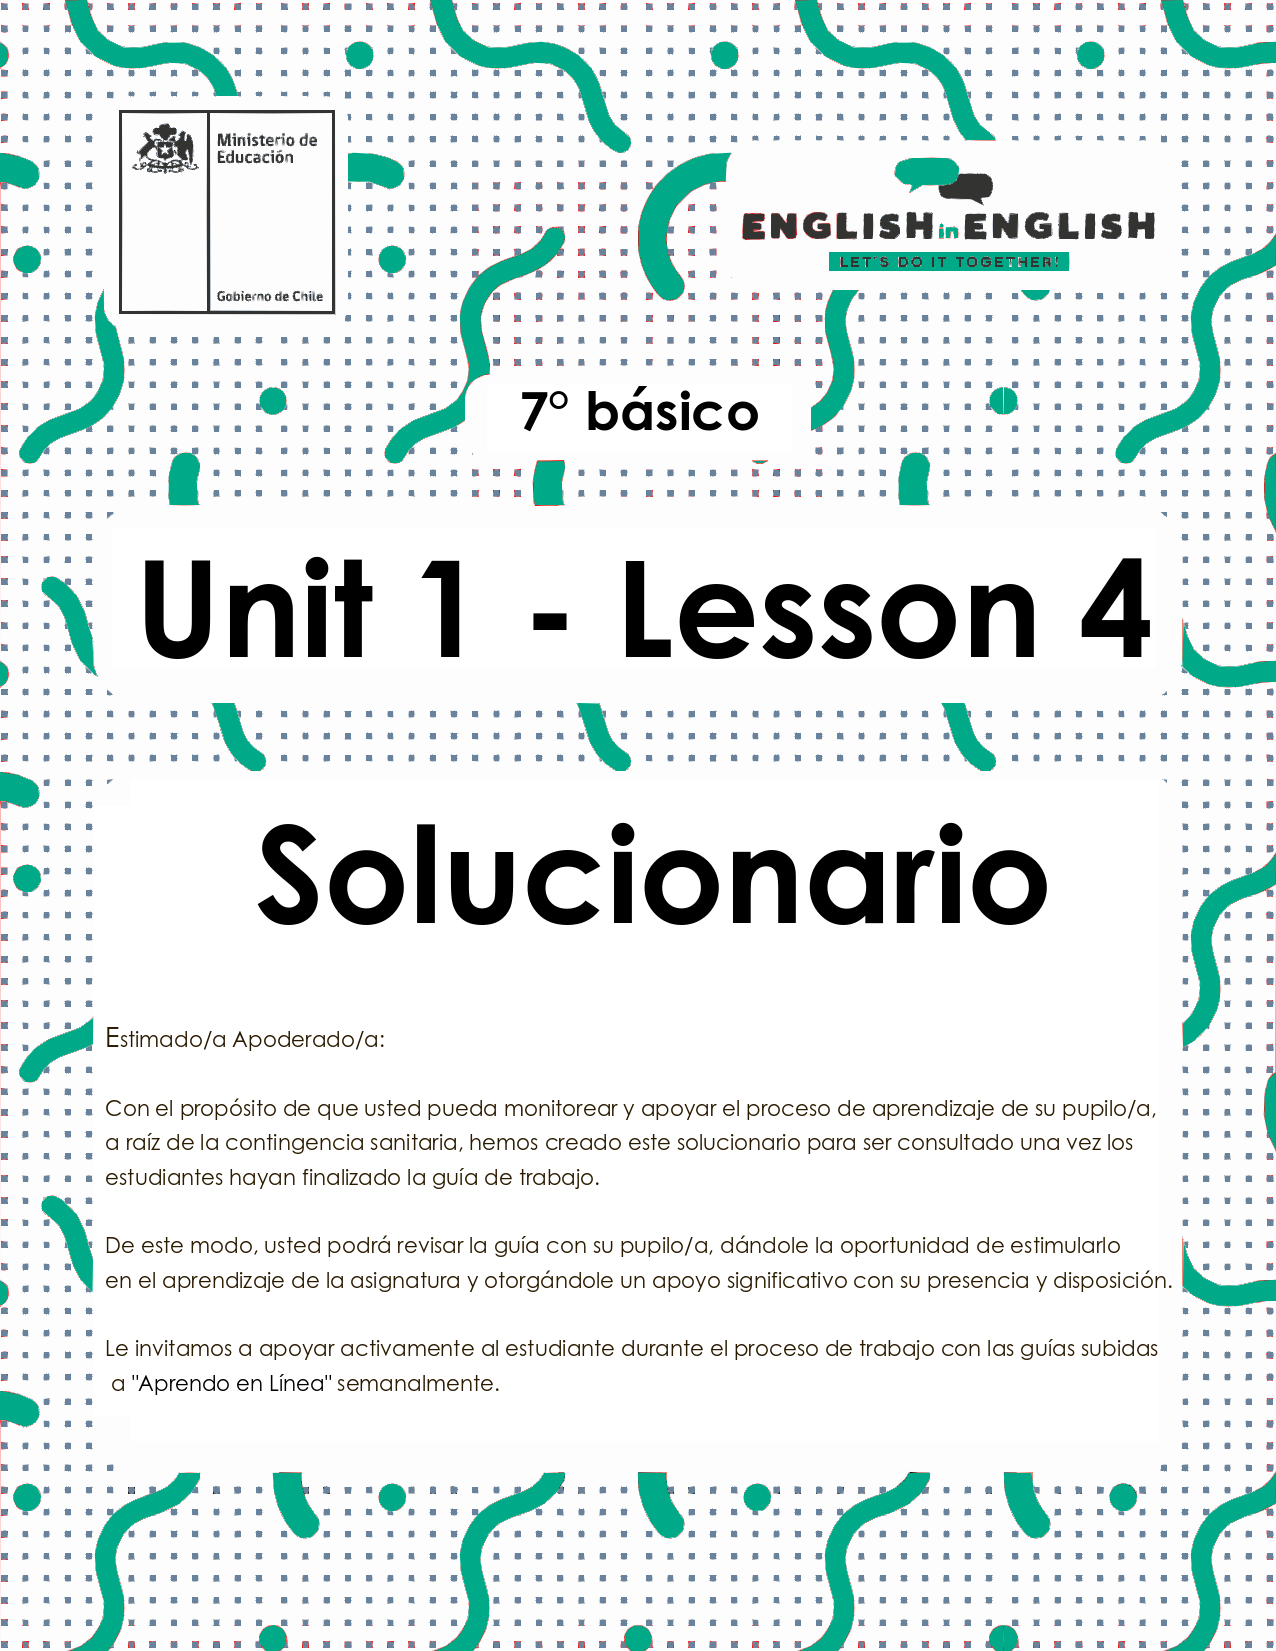 Ministerio de
Educación
Gobierno de Chile
ENGLISH in ENGLISH
LET'S DO IT TOGETHER!
7° básico
Unit 1 - Lesson 4
Solucionario
Estimado/a Apoderado/a:
Con el propósito de que usted pueda monitorear y apoyar el proceso de aprendizaje de su pupilo/a,
a raíz de la contingencia sanitaria, hemos creado este solucionario para ser consultado una vez los
estudiantes hayan finalizado la guía de trabajo.
De este modo, usted podrá revisar la guía con su pupilo/a, dándole la oportunidad de estimularlo
en el aprendizaje de la asignatura y otorgándole un apoyo significativo con su presencia y disposición.
Le invitamos a apoyar activamente al estudiante durante el proceso de trabajo con las guías subidas
a "Aprendo en Línea" semanalmente.